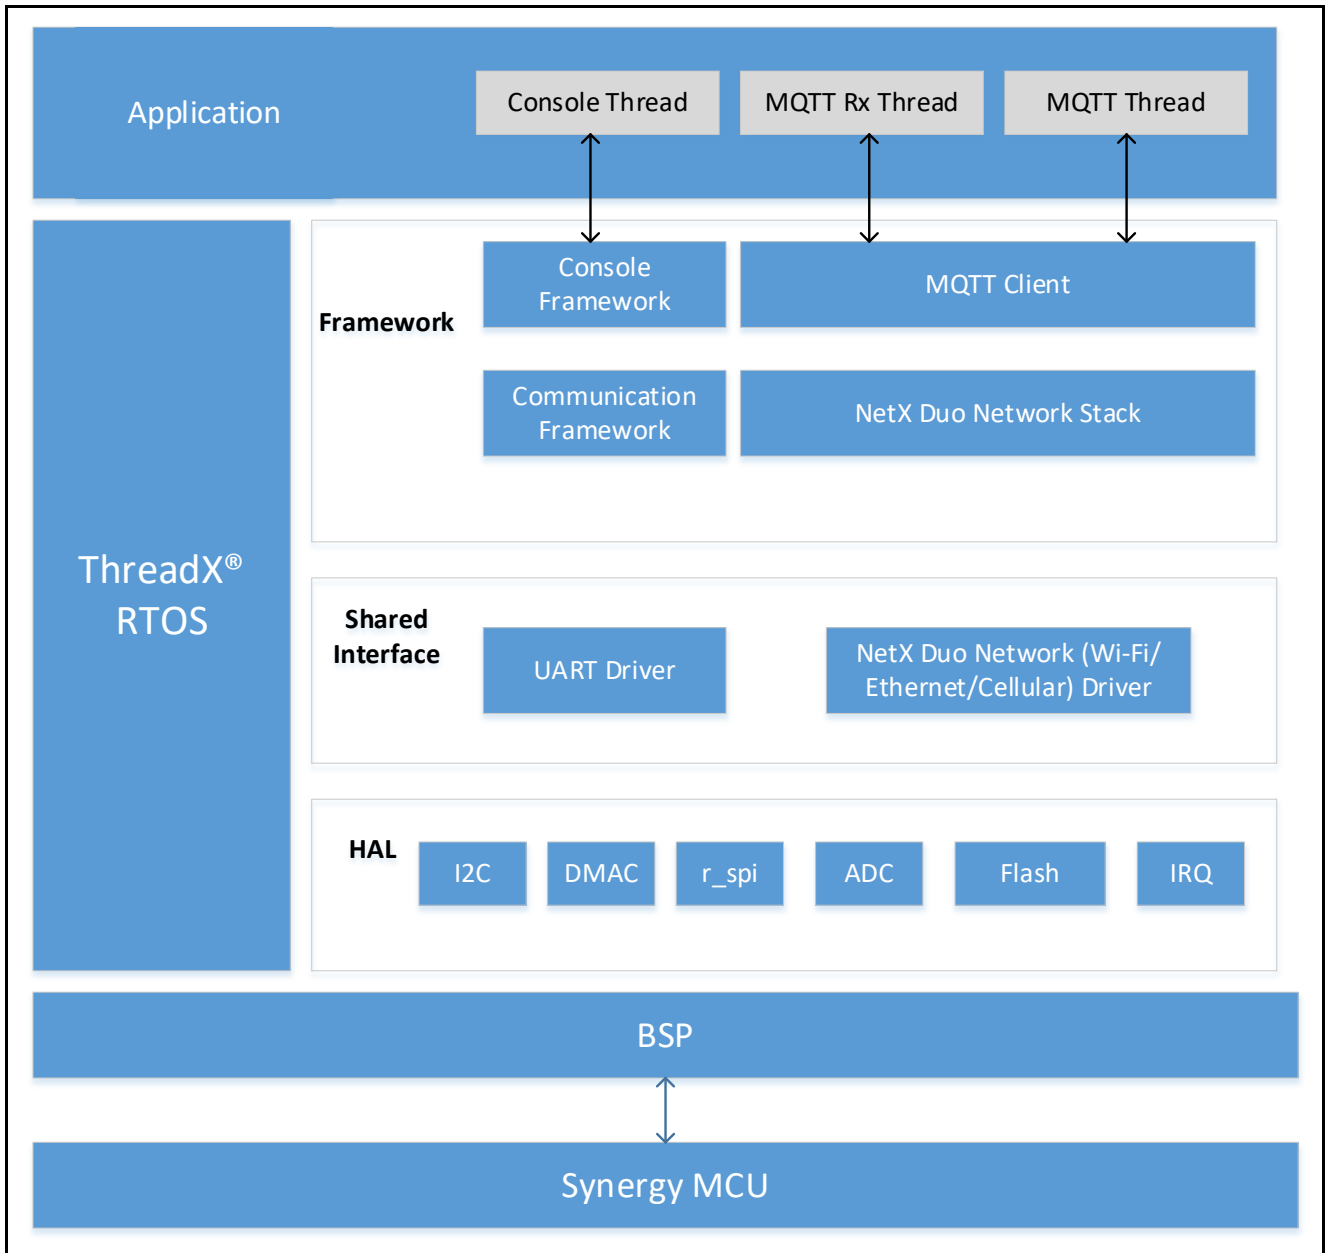 Application
Console Thread
MQTT Rx Thread
MQTT Thread
ThreadX®
RTOS
Framework
Console
Framework
MQTT Client
Communication
Framework
NetX Duo Network Stack
Shared
Interface
UART Driver
NetX Duo Network (Wi-Fi/
Ethernet/Cellular) Driver
HAL
I2C
DMAC
r_spi
ADC
Flash
IRQ
BSP
Synergy MCU